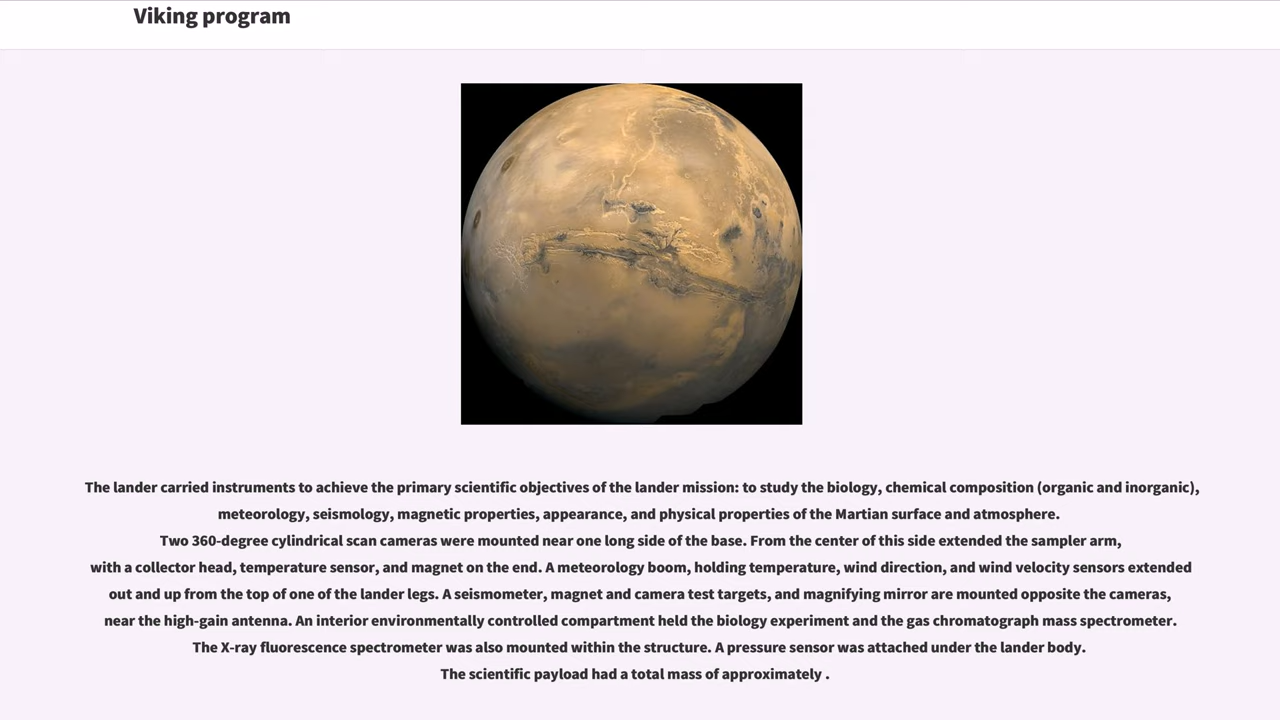 Viking program
The lander carried instruments to achieve the primary scientific objectives of the lander mission: to study the biology, chemical composition (organic and inorganic),
meteorology, seismology, magnetic properties, appearance, and physical properties of the Martian surface and atmosphere.
Two 360-degree cylindrical scan cameras were mounted near one long side of the base. From the center of this side extended the sampler arm,
with a collector head, temperature sensor, and magnet on the end. A meteorology boom, holding temperature, wind direction, and wind velocity sensors extended
out and up from the top of one of the lander legs. A seismometer, magnet and camera test targets, and magnifying mirror are mounted opposite the cameras,
near the high-gain antenna. An interior environmentally controlled compartment held the biology experiment and the gas chromatograph mass spectrometer.
The X-ray fluorescence spectrometer was also mounted within the structure. A pressure sensor was attached under the lander body.
The scientific payload had a total mass of approximately .